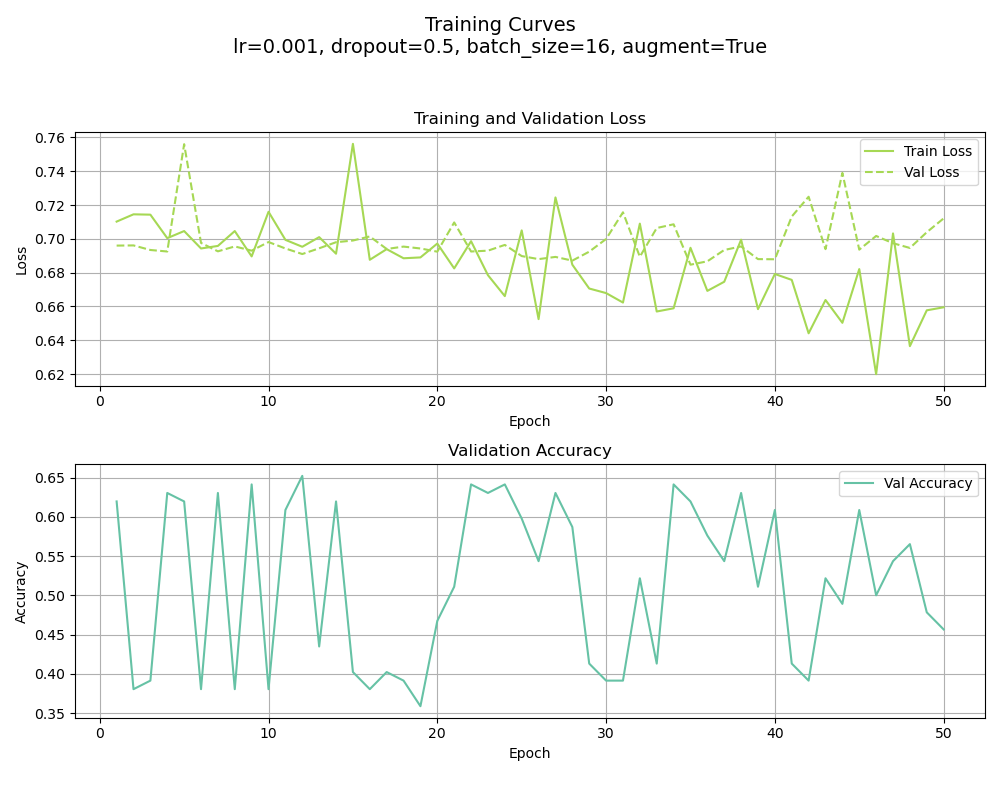 Training Curves
lr=0.001, dropout=0.5, batch_size=16, augment=True
Training and Validation Loss
0.76
0.74
0.72
0.70
0.68
0.66
0.64
0.62
Loss
Train Loss
Val Loss
0 10 20 30 40 50
Epoch
Validation Accuracy
0.65
0.60
0.55
0.50
0.45
0.40
0.35
Accuracy
Val Accuracy
0 10 20 30 40 50
Epoch